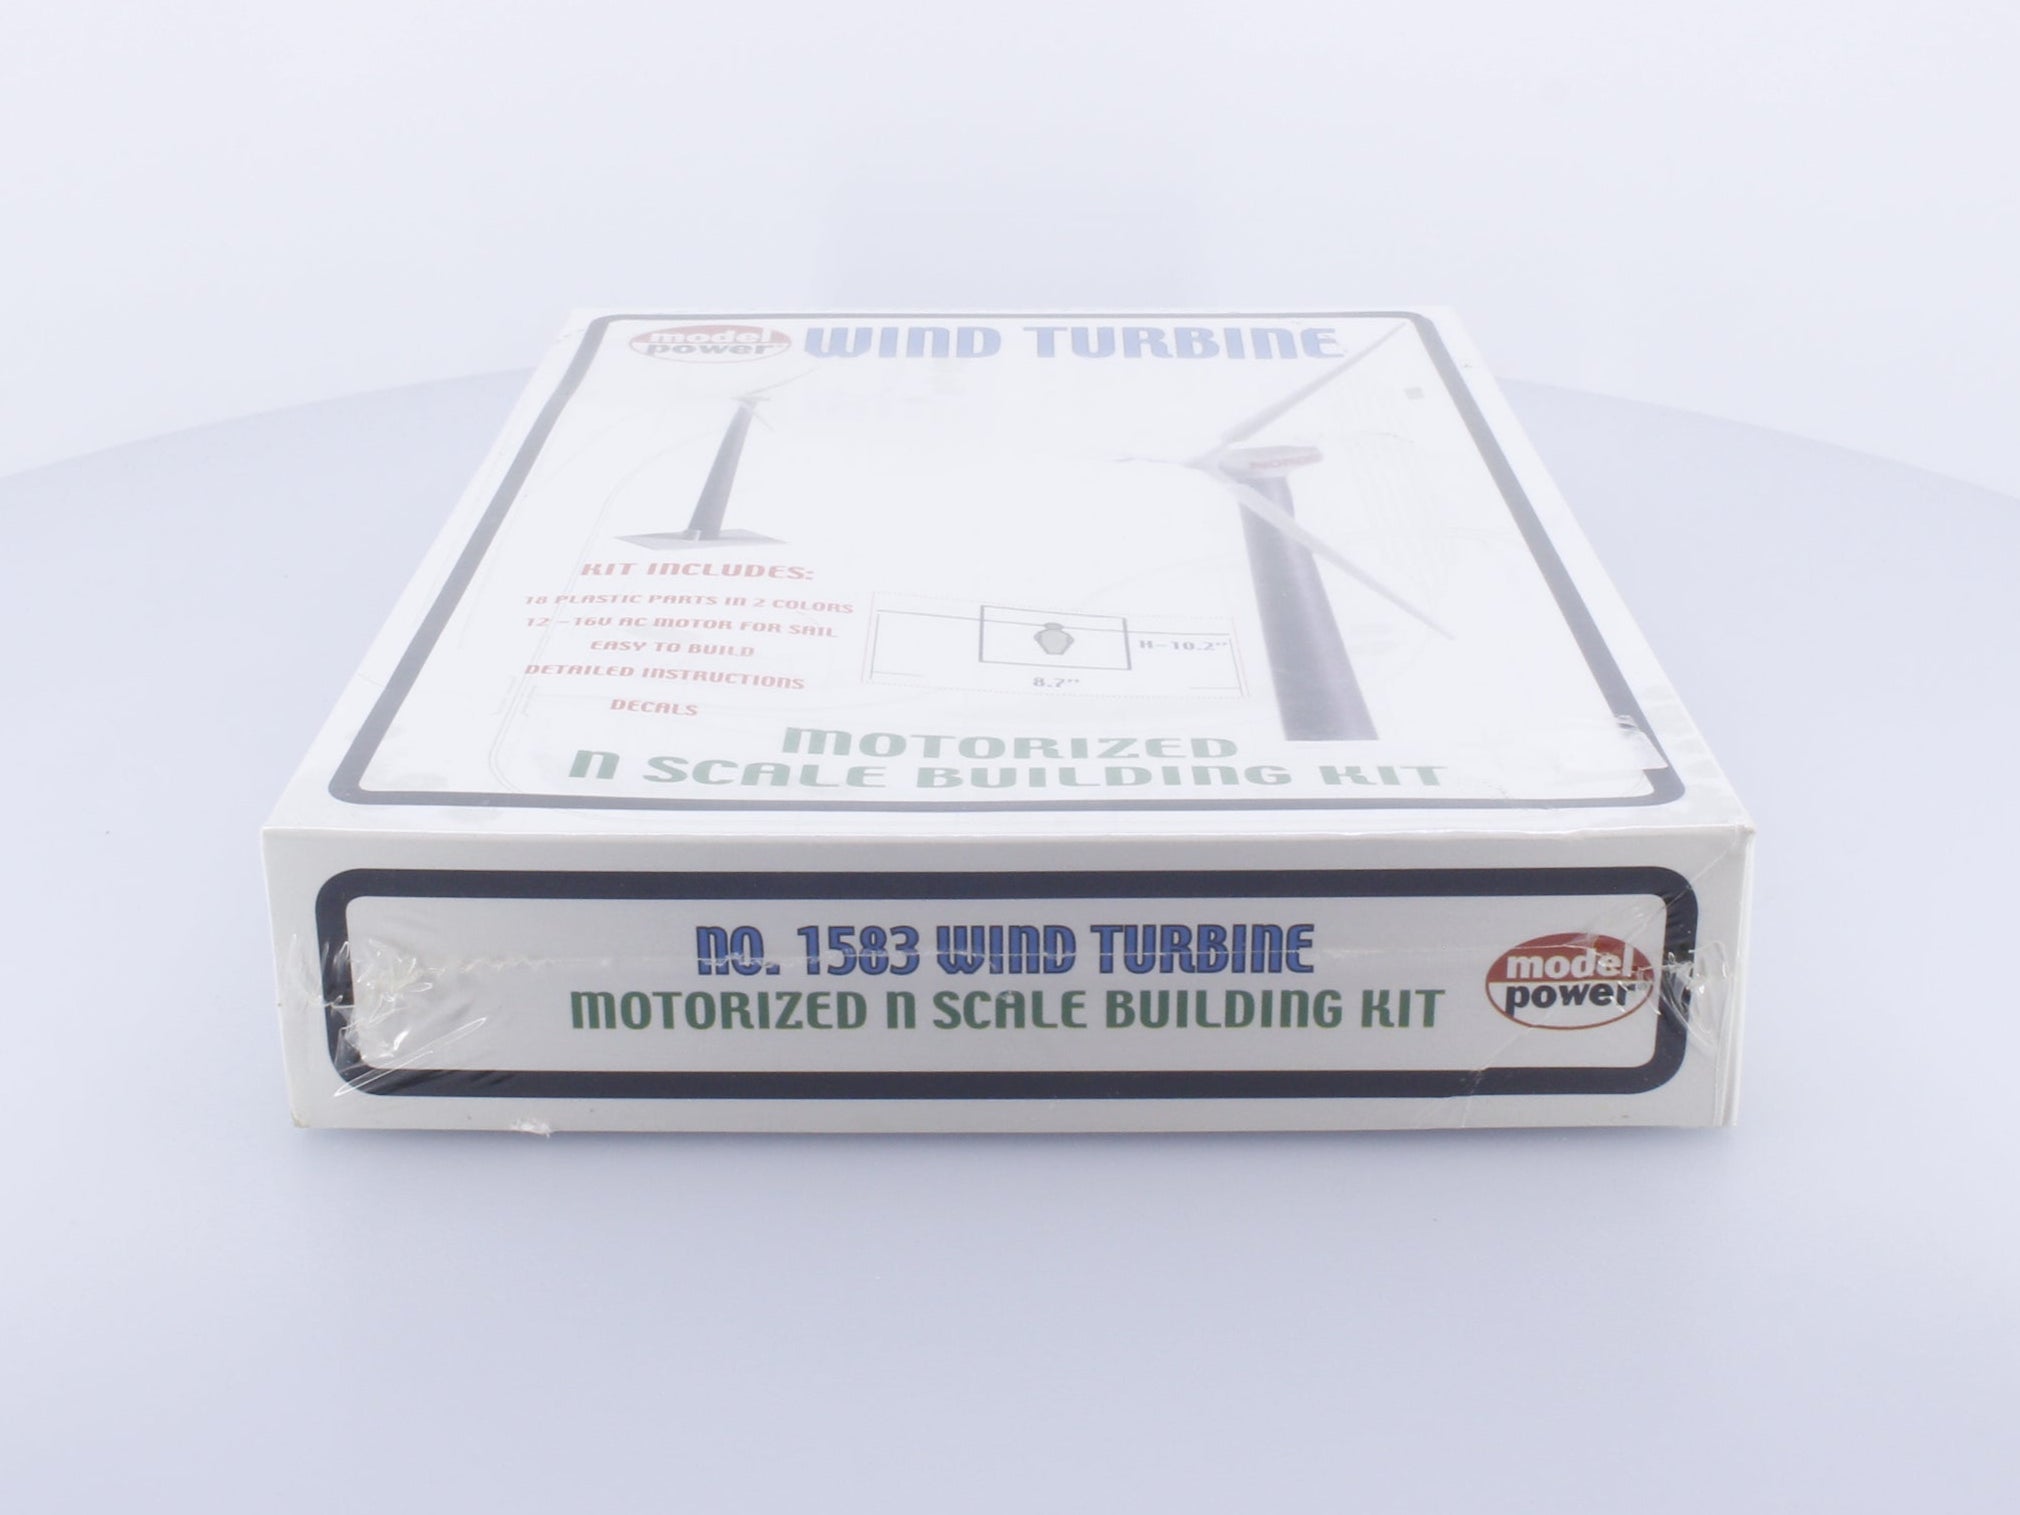 model power WIND TURBINE
KIT INCLUDES:
18 PLASTIC PARTS IN 2 COLORS
12 -16V AC MOTOR FOR SAIL
EASY TO BUILD
DETAILED INSTRUCTIONS
DECALS
H-10.2"
8.7"
MOTORIZED
N SCALE BUILDING KIT
NO. 1583 WIND TURBINE
MOTORIZED N SCALE BUILDING KIT
model
power